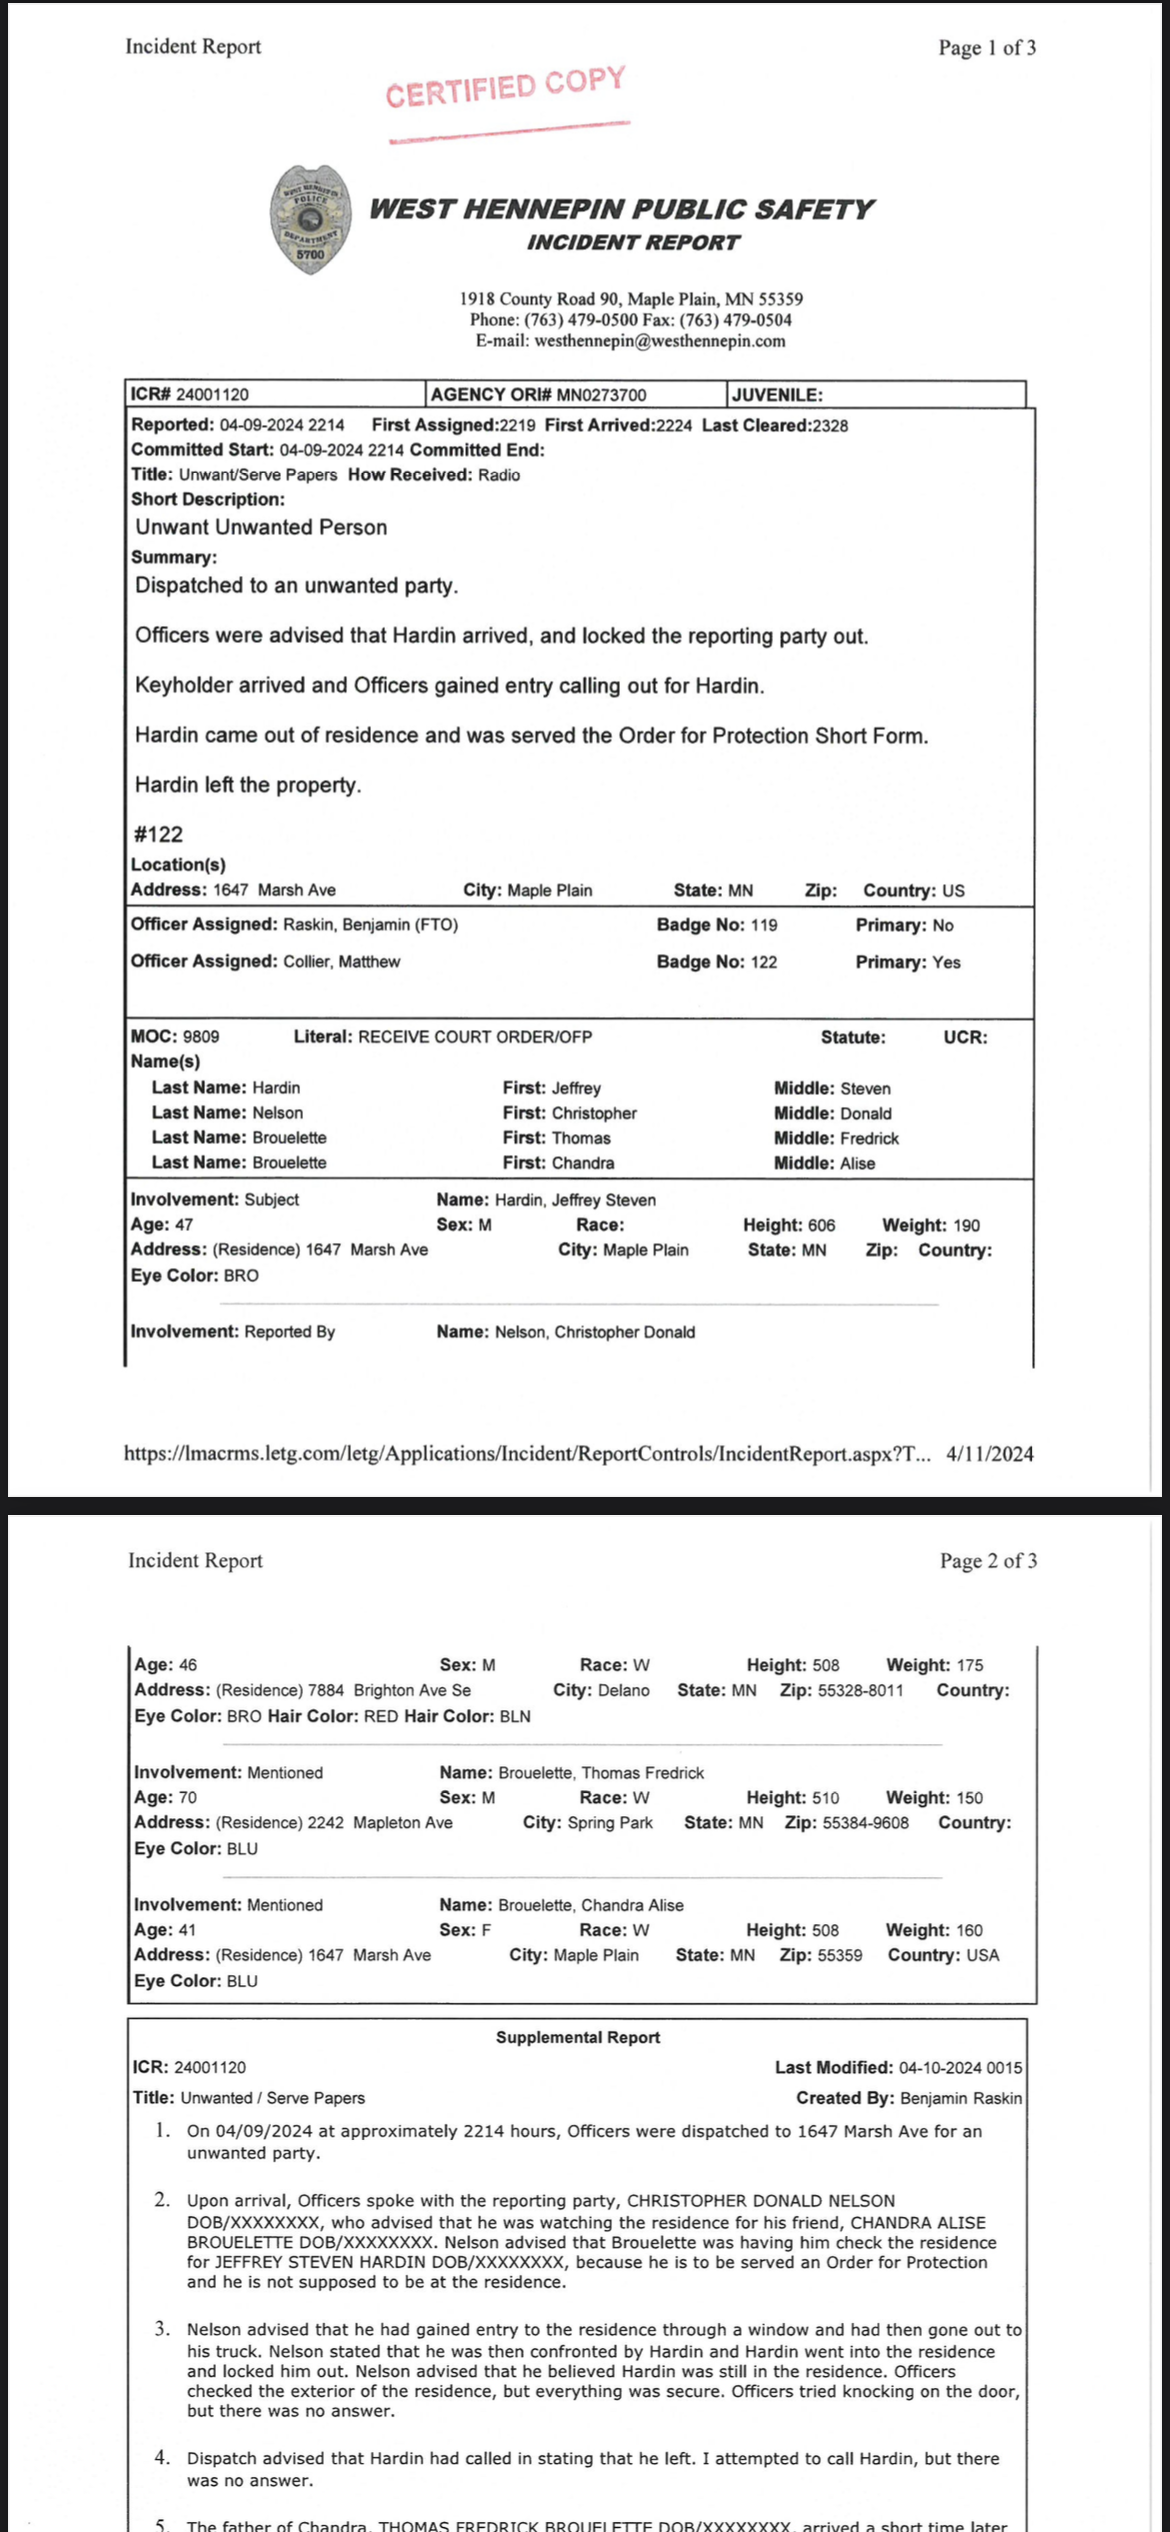 Incident Report Page 1 of 3
CERTIFIED COPY
WEST HENNEPIN
POLICE
DEPARTMENT
5700
WEST HENNEPIN PUBLIC SAFETY
INCIDENT REPORT
1918 County Road 90, Maple Plain, MN 55359
Phone: (763) 479-0500 Fax: (763) 479-0504
E-mail: westhennepin@westhennepin.com
ICR# 24001120 AGENCY ORI# MN0273700 JUVENILE:
Reported: 04-09-2024 2214 First Assigned:2219 First Arrived:2224 Last Cleared:2328
Committed Start: 04-09-2024 2214 Committed End:
Title: Unwant/Serve Papers How Received: Radio
Short Description:
Unwant Unwanted Person
Summary:
Dispatched to an unwanted party.
Officers were advised that Hardin arrived, and locked the reporting party out.
Keyholder arrived and Officers gained entry calling out for Hardin.
Hardin came out of residence and was served the Order for Protection Short Form.
Hardin left the property.
#122
Location(s)
Address: 1647 Marsh Ave City: Maple Plain State: MN Zip: Country: US
Officer Assigned: Raskin, Benjamin (FTO) Badge No: 119 Primary: No
Officer Assigned: Collier, Matthew Badge No: 122 Primary: Yes
MOC: 9809 Literal: RECEIVE COURT ORDER/OFP Statute: UCR:
Name(s)
Last Name: Hardin First: Jeffrey Middle: Steven
Last Name: Nelson First: Christopher Middle: Donald
Last Name: Brouelette First: Thomas Middle: Fredrick
Last Name: Brouelette First: Chandra Middle: Alise
Involvement: Subject Name: Hardin, Jeffrey Steven
Age: 47 Sex: M Race: Height: 606 Weight: 190
Address: (Residence) 1647 Marsh Ave City: Maple Plain State: MN Zip: Country:
Eye Color: BRO
Involvement: Reported By Name: Nelson, Christopher Donald
https://lmacrms.letg.com/letg/Applications/Incident/ReportControls/IncidentReport.aspx?T... 4/11/2024
Incident Report Page 2 of 3
Age: 46 Sex: M Race: W Height: 508 Weight: 175
Address: (Residence) 7884 Brighton Ave Se City: Delano State: MN Zip: 55328-8011 Country:
Eye Color: BRO Hair Color: RED Hair Color: BLN
Involvement: Mentioned Name: Brouelette, Thomas Fredrick
Age: 70 Sex: M Race: W Height: 510 Weight: 150
Address: (Residence) 2242 Mapleton Ave City: Spring Park State: MN Zip: 55384-9608 Country:
Eye Color: BLU
Involvement: Mentioned Name: Brouelette, Chandra Alise
Age: 41 Sex: F Race: W Height: 508 Weight: 160
Address: (Residence) 1647 Marsh Ave City: Maple Plain State: MN Zip: 55359 Country: USA
Eye Color: BLU
Supplemental Report
ICR: 24001120 Last Modified: 04-10-2024 0015
Title: Unwanted / Serve Papers Created By: Benjamin Raskin
1. On 04/09/2024 at approximately 2214 hours, Officers were dispatched to 1647 Marsh Ave for an
unwanted party.
2. Upon arrival, Officers spoke with the reporting party, CHRISTOPHER DONALD NELSON
DOB/XXXXXXXX, who advised that he was watching the residence for his friend, CHANDRA ALISE
BROUELETTE DOB/XXXXXXXX. Nelson advised that Brouelette was having him check the residence
for JEFFREY STEVEN HARDIN DOB/XXXXXXXX, because he is to be served an Order for Protection
and he is not supposed to be at the residence.
3. Nelson advised that he had gained entry to the residence through a window and had then gone out to
his truck. Nelson stated that he was then confronted by Hardin and Hardin went into the residence
and locked him out. Nelson advised that he believed Hardin was still in the residence. Officers
checked the exterior of the residence, but everything was secure. Officers tried knocking on the door,
but there was no answer.
4. Dispatch advised that Hardin had called in stating that he left. I attempted to call Hardin, but there
was no answer.
5. The father of Chandra, THOMAS FREDRICK BROUELETTE DOB/XXXXXXXX, arrived a short time later